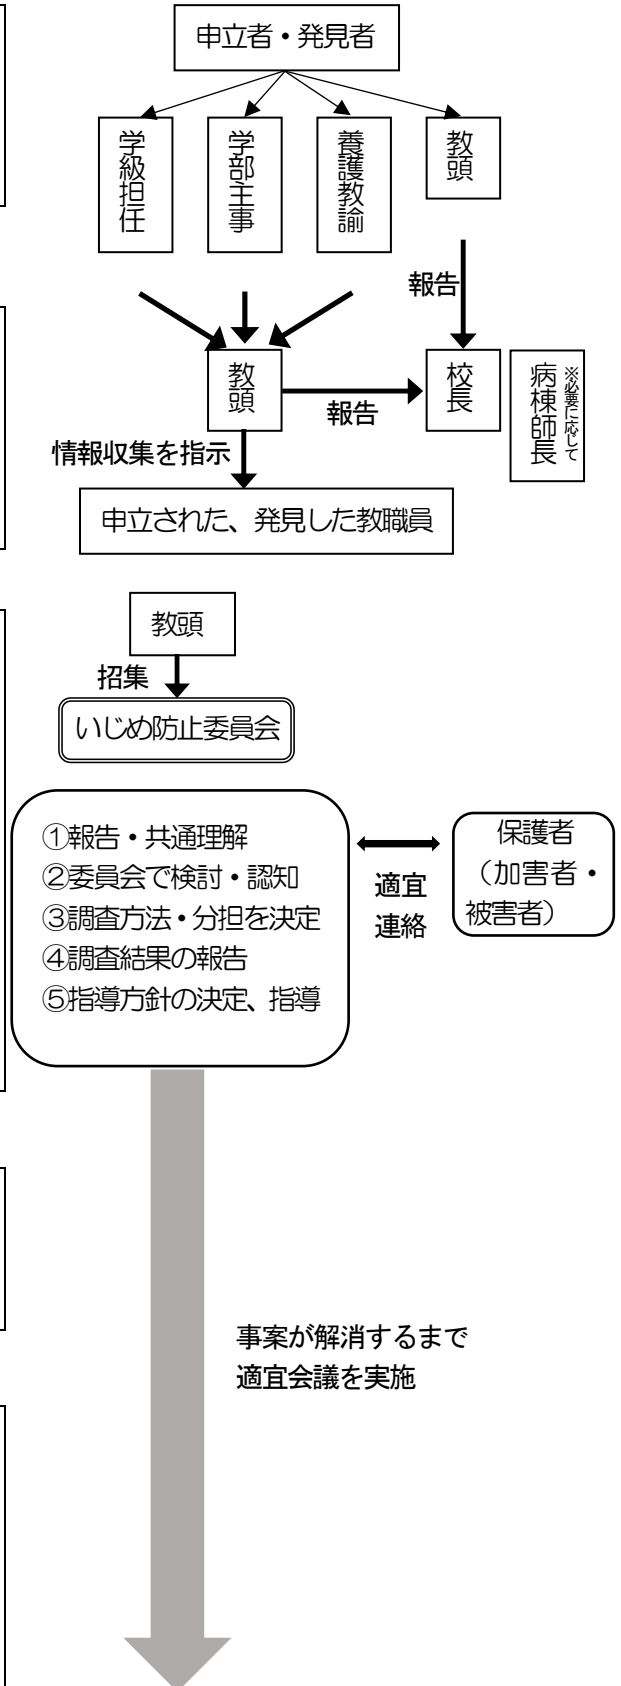 申立者・発見者
学級担任
学部主事
養護教諭
教頭
報告
教頭
報告
校長
病棟師長
※必要に応じて
情報収集を指示
申立された、発見した教職員
教頭
招集
いじめ防止委員会
①報告・共通理解
②委員会で検討・認知
③調査方法・分担を決定
④調査結果の報告
⑤指導方針の決定、指導
適宜
連絡
保護者
（加害者・
被害者）
事案が解消するまで
適宜会議を実施